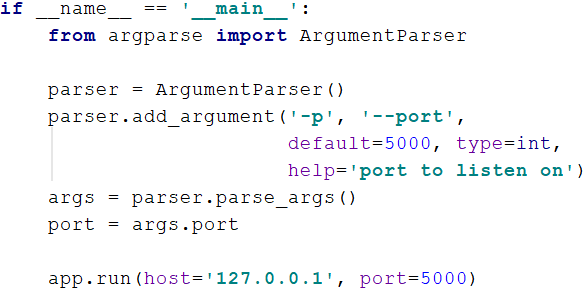 if __name__ == '__main__':
    from argparse import ArgumentParser

    parser = ArgumentParser()
    parser.add_argument('-p', '--port',
                        default=5000, type=int,
                        help='port to listen on')
    args = parser.parse_args()
    port = args.port

    app.run(host='127.0.0.1', port=5000)